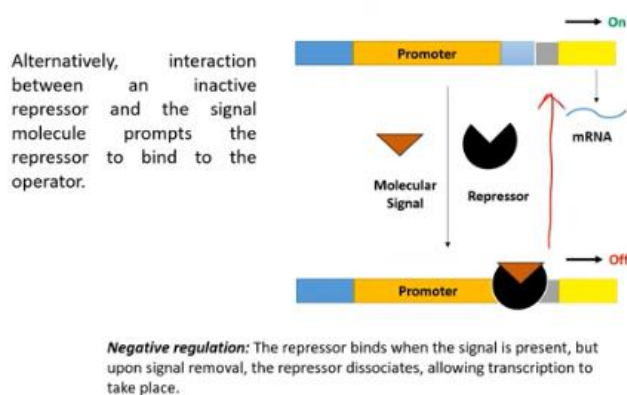 Alternatively, interaction
between an inactive
repressor and the signal
molecule prompts the
repressor to bind to the
operator.
On
Promoter
mRNA
Molecular
Signal
Repressor
Off
Promoter
Negative regulation: The repressor binds when the signal is present, but
upon signal removal, the repressor dissociates, allowing transcription to
take place.